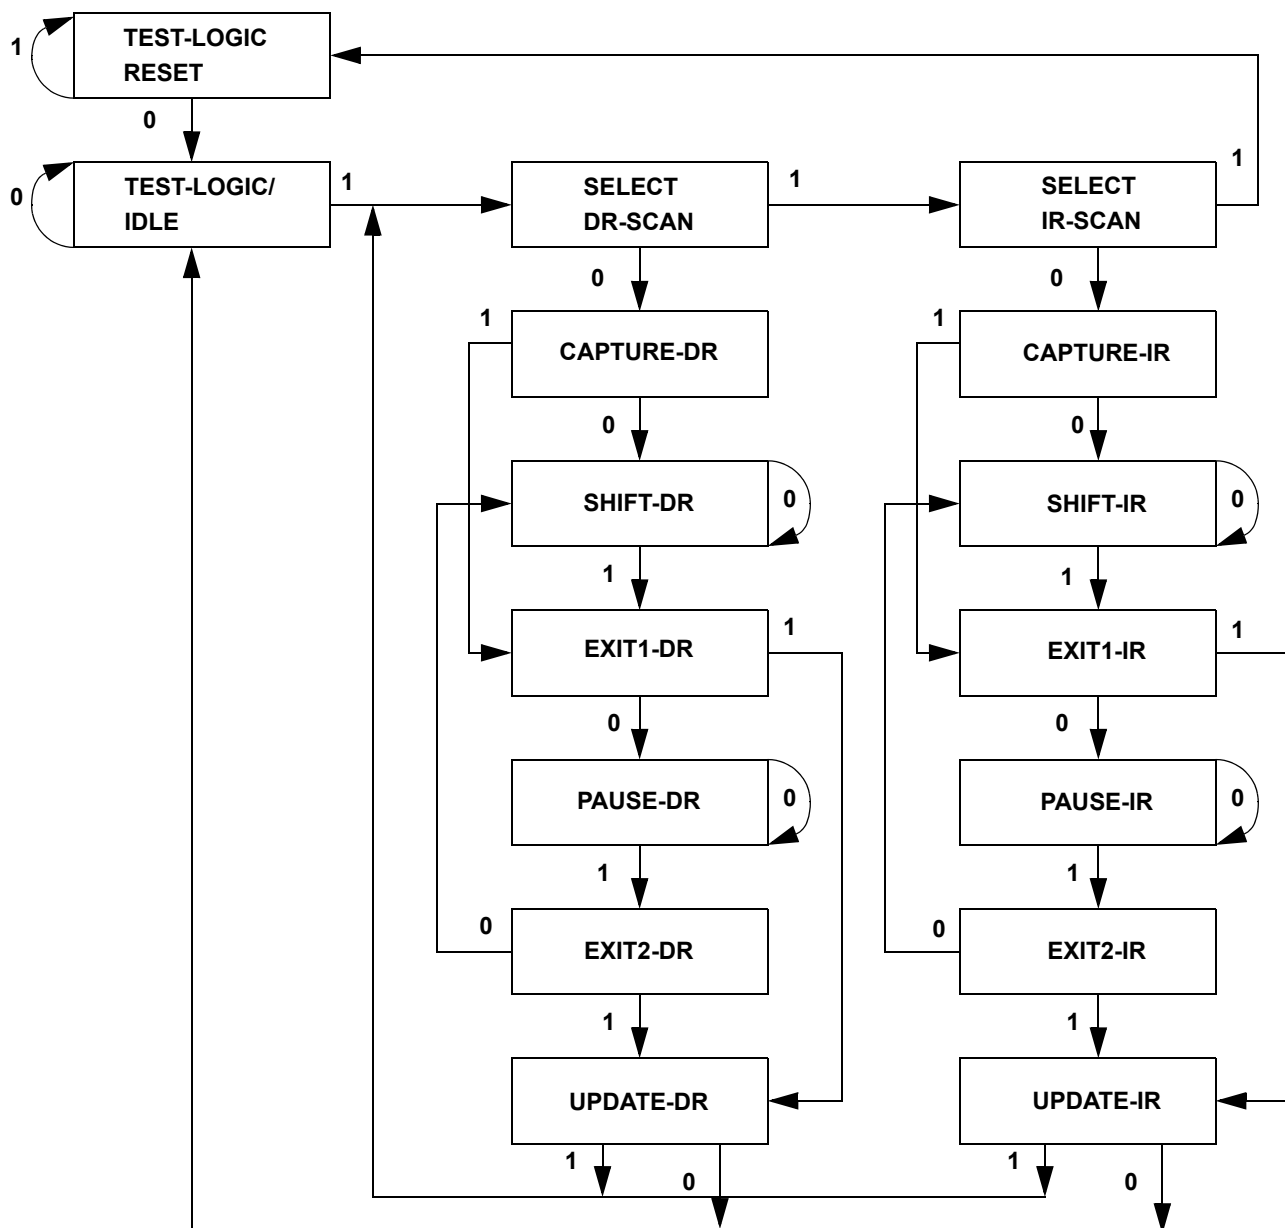 TEST-LOGIC
RESET
1
0
TEST-LOGIC/
IDLE
0
1
SELECT
DR-SCAN
1
SELECT
IR-SCAN
1
0
0
1
CAPTURE-DR
1
CAPTURE-IR
0
0
SHIFT-DR
0
SHIFT-IR
0
1
1
EXIT1-DR
1
EXIT1-IR
1
0
0
PAUSE-DR
0
PAUSE-IR
0
1
1
0
EXIT2-DR
0
EXIT2-IR
1
1
UPDATE-DR
UPDATE-IR
1
0
1
0